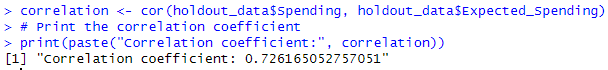 > correlation <- cor(holdout_data$Spending, holdout_data$Expected_Spending)
> # Print the correlation coefficient
> print(paste("Correlation coefficient:", correlation))
[1] "Correlation coefficient: 0.726165052757051"